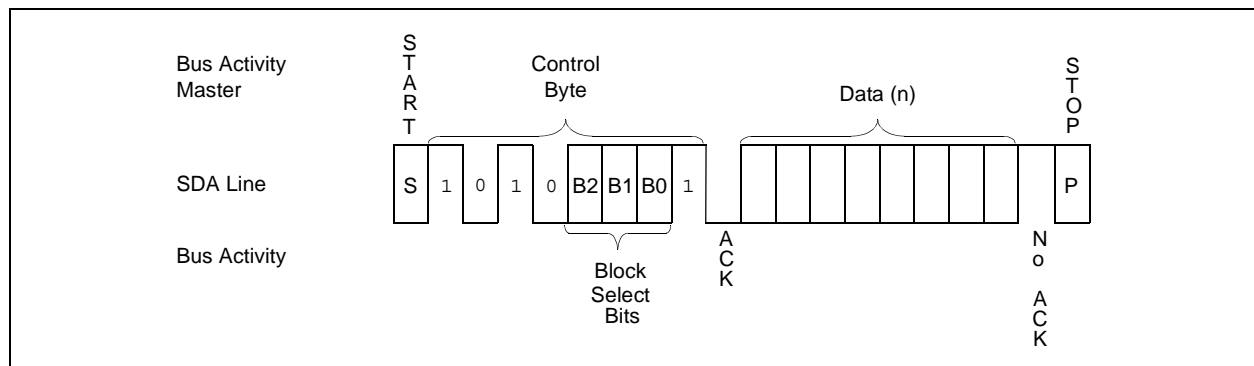 START
Bus Activity
Master
Control
Byte
Data (n)
STOP
SDA Line
S 1 0 1 0 B2 B1 B0 1 P
Bus Activity
ACK
No ACK
Block
Select
Bits